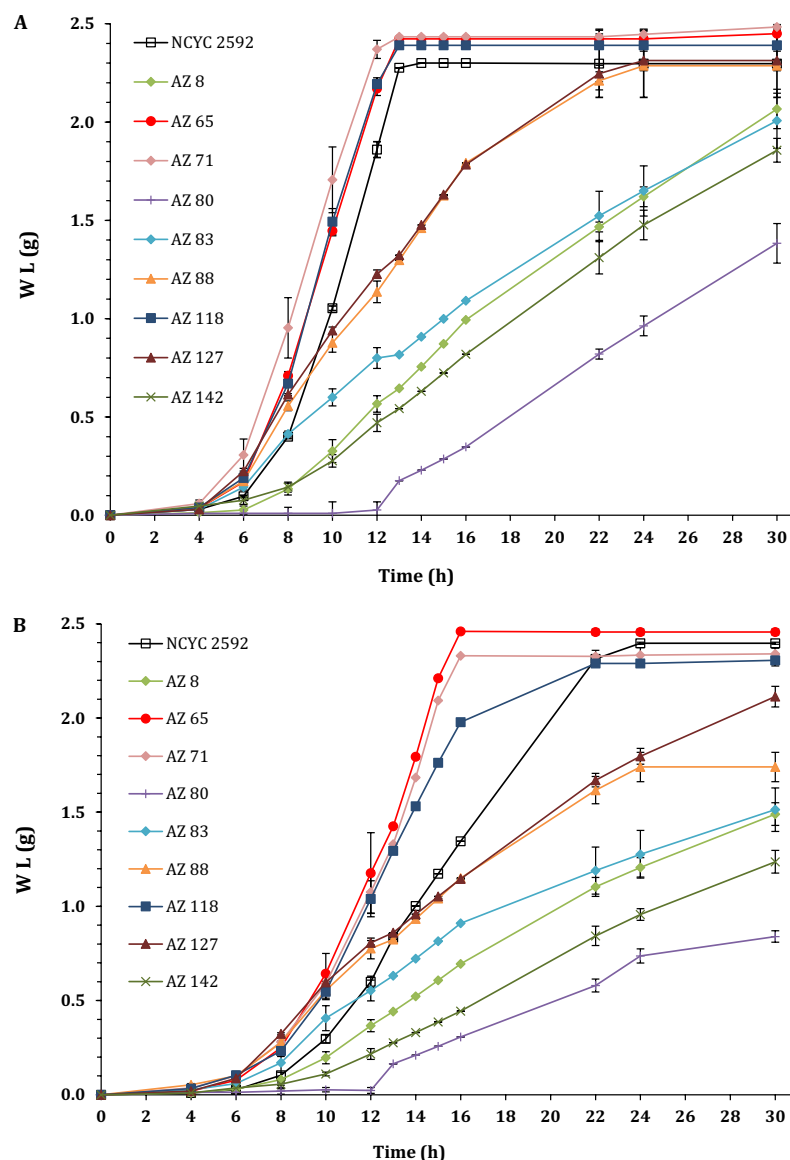 A
2.5
2.0
1.5
1.0
0.5
0.0
W L (g)
NCYC 2592
AZ 8
AZ 65
AZ 71
AZ 80
AZ 83
AZ 88
AZ 118
AZ 127
AZ 142
0 2 4 6 8 10 12 14 16 18 20 22 24 26 28 30
Time (h)
B
2.5
2.0
1.5
1.0
0.5
0.0
W L (g)
NCYC 2592
AZ 8
AZ 65
AZ 71
AZ 80
AZ 83
AZ 88
AZ 118
AZ 127
AZ 142
0 2 4 6 8 10 12 14 16 18 20 22 24 26 28 30
Time (h)